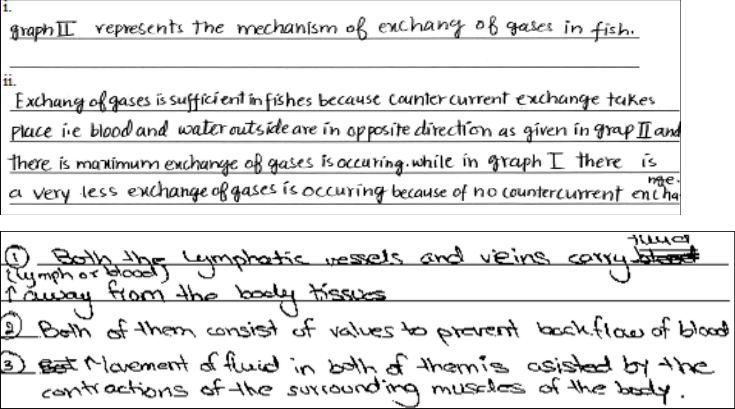 i.
graph II represents the mechanism of exchang of gases in fish.
ii.
Exchang of gases is sufficient in fishes because counter current exchange takes
place i.e blood and water outside are in opposite direction as given in grap II and
there is maximum exchange of gases is occuring. while in graph I there is
a very less exchange of gases is occuring because of no countercurrent enchange.
① Both the lymphatic vessels and veins carry
(lymph or blood)
↑ away from the body tissues
② Both of them consist of values to prevent backflow of blood
③ Movement of fluid in both of them is asisted by the
contractions of the surrounding muscles of the body.